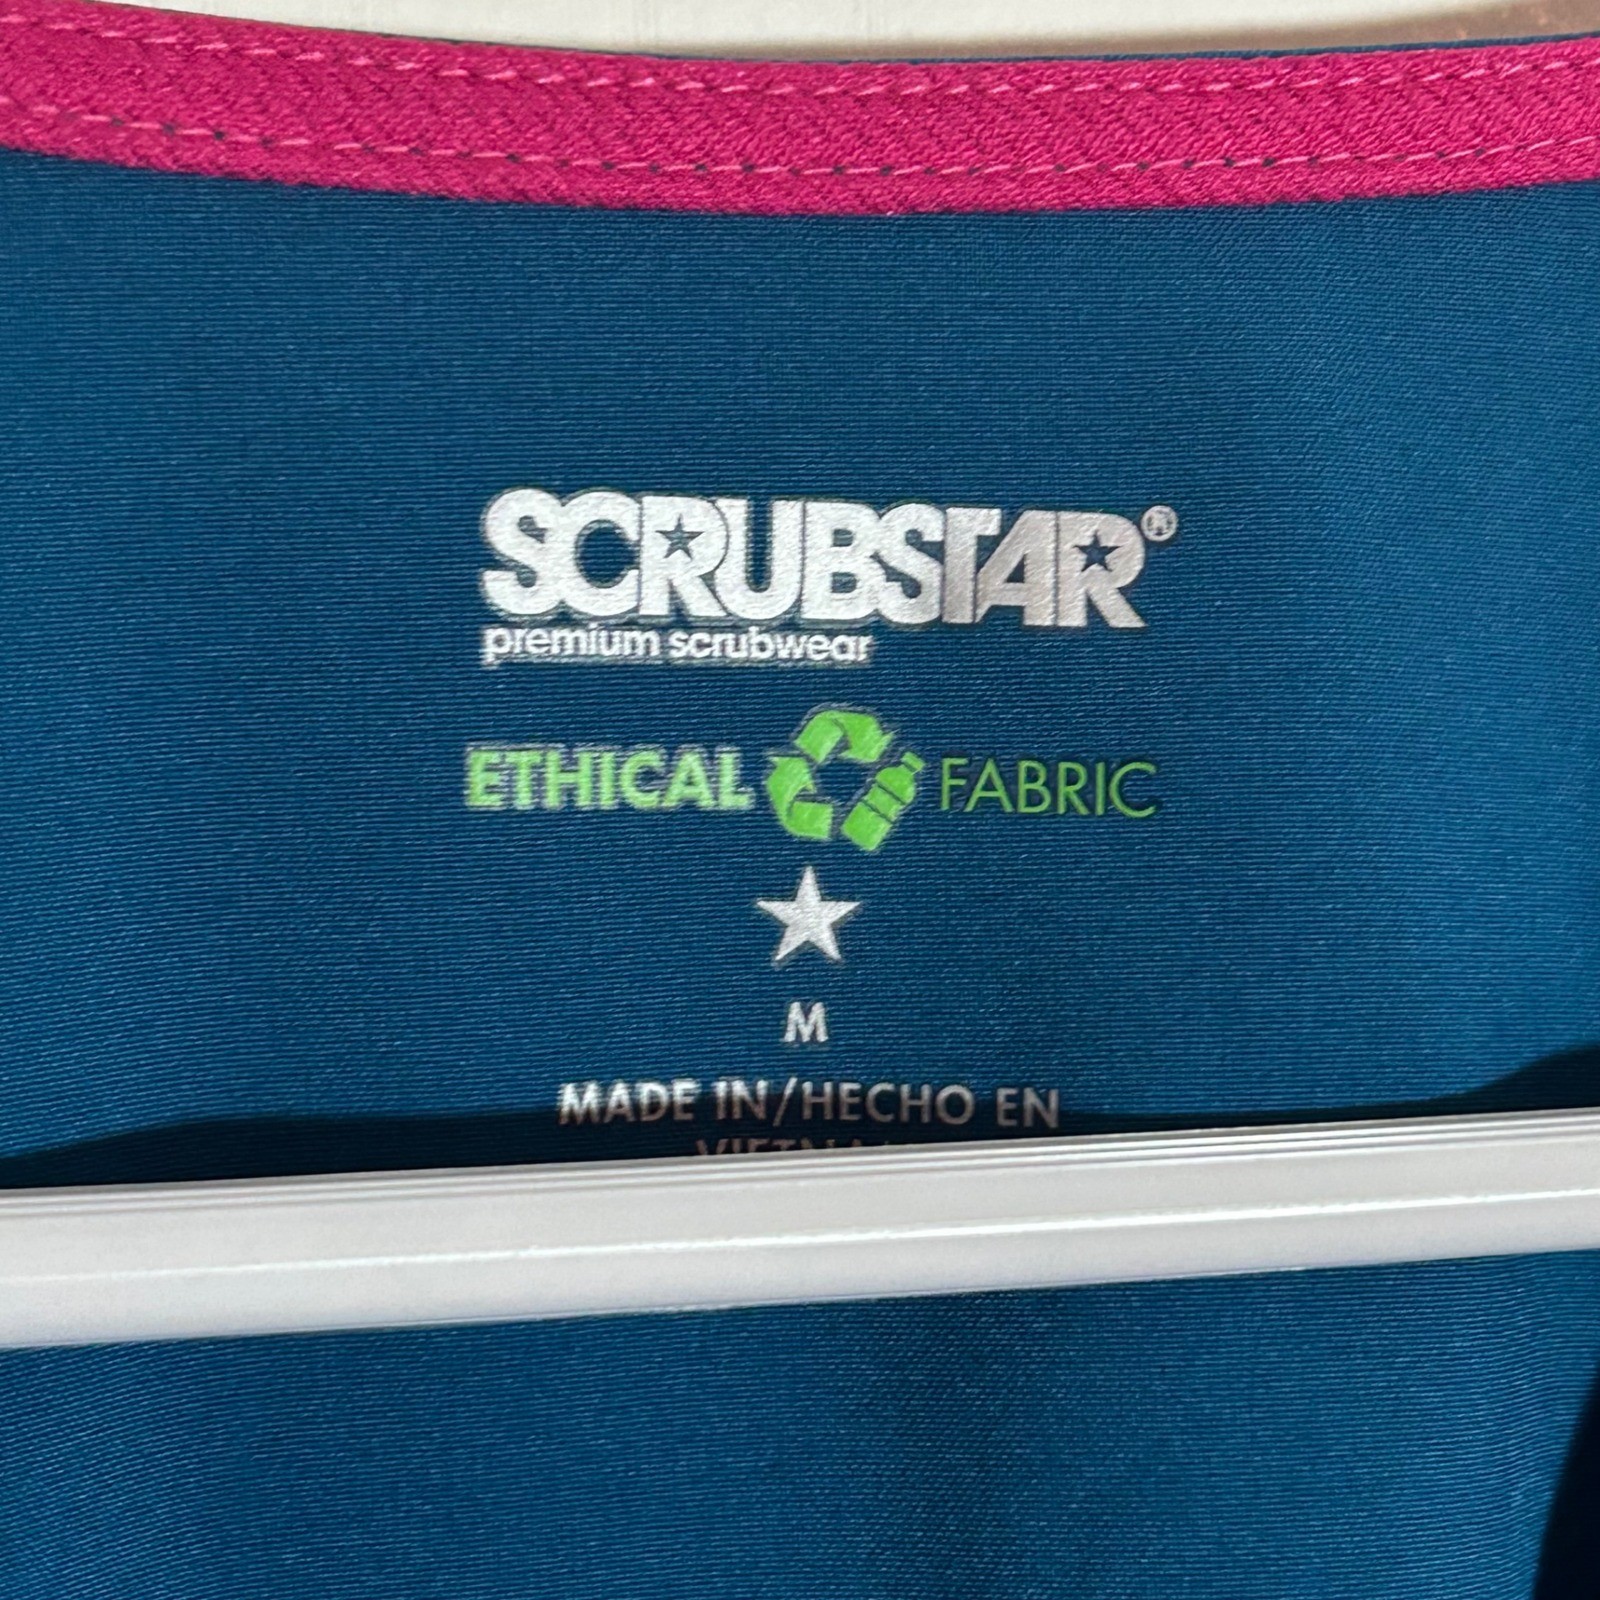 SCRUBSTAR®
premium scrubwear
ETHICAL FABRIC
M
MADE IN/HECHO EN